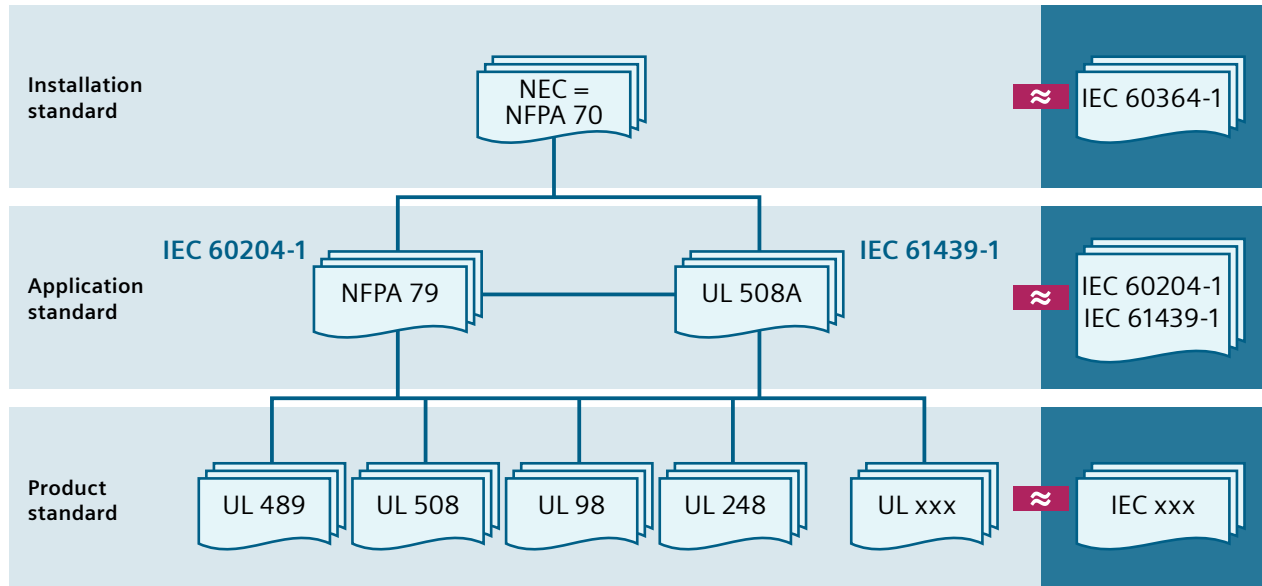 Installation
standard
NEC =
NFPA 70
≈
IEC 60364-1
Application
standard
IEC 60204-1
NFPA 79
IEC 61439-1
UL 508A
≈
IEC 60204-1
IEC 61439-1
Product
standard
UL 489
UL 508
UL 98
UL 248
UL xxx
≈
IEC xxx